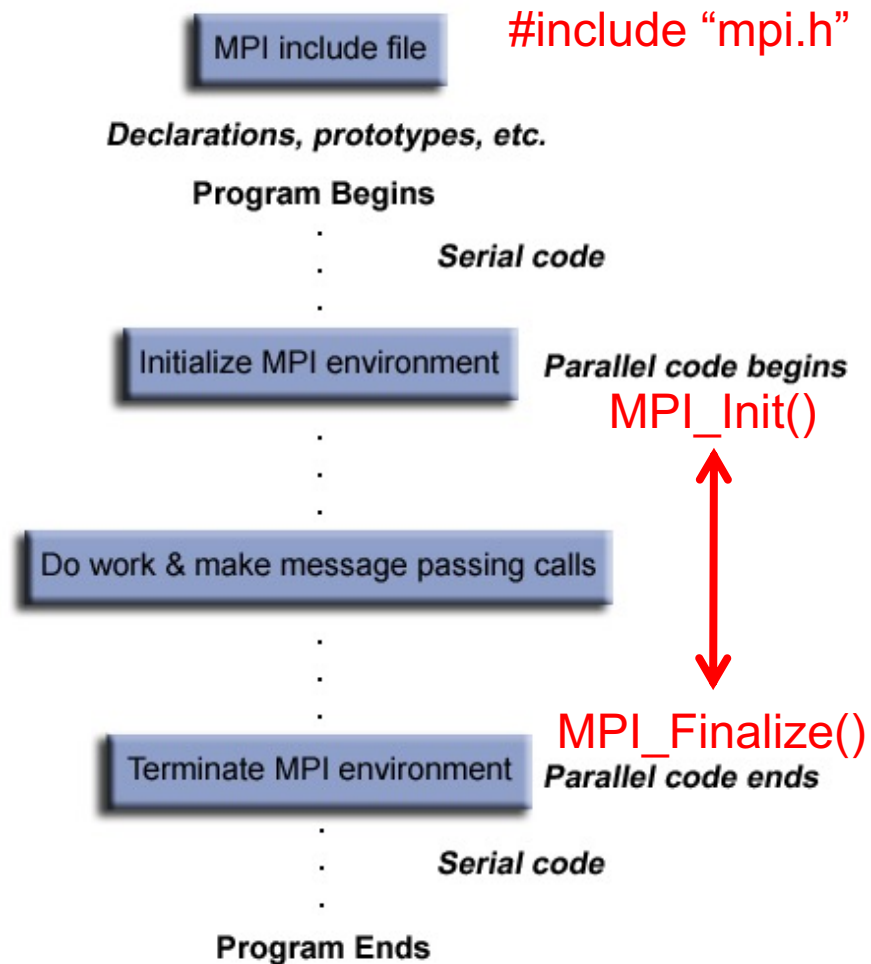 MPI include file
#include “mpi.h”
Declarations, prototypes, etc.
Program Begins
.
.
.
Serial code
Initialize MPI environment
Parallel code begins
MPI_Init()
.
.
.
Do work & make message passing calls
.
.
.
MPI_Finalize()
Terminate MPI environment
Parallel code ends
.
.
.
Serial code
Program Ends